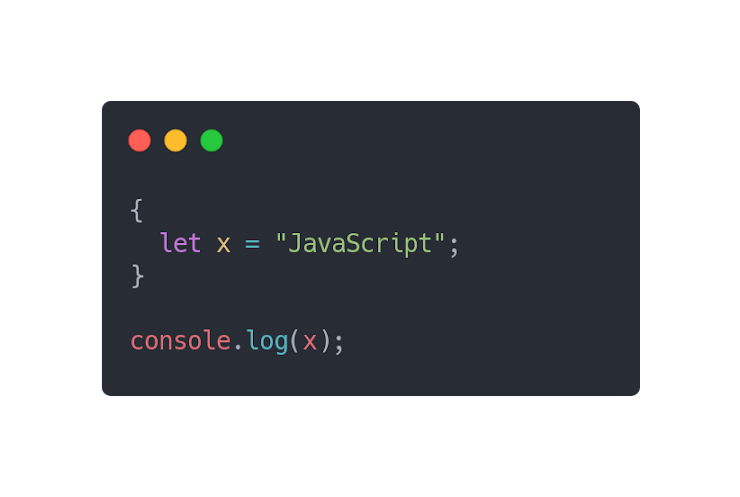 {
  let x = "JavaScript";
}
console.log(x);